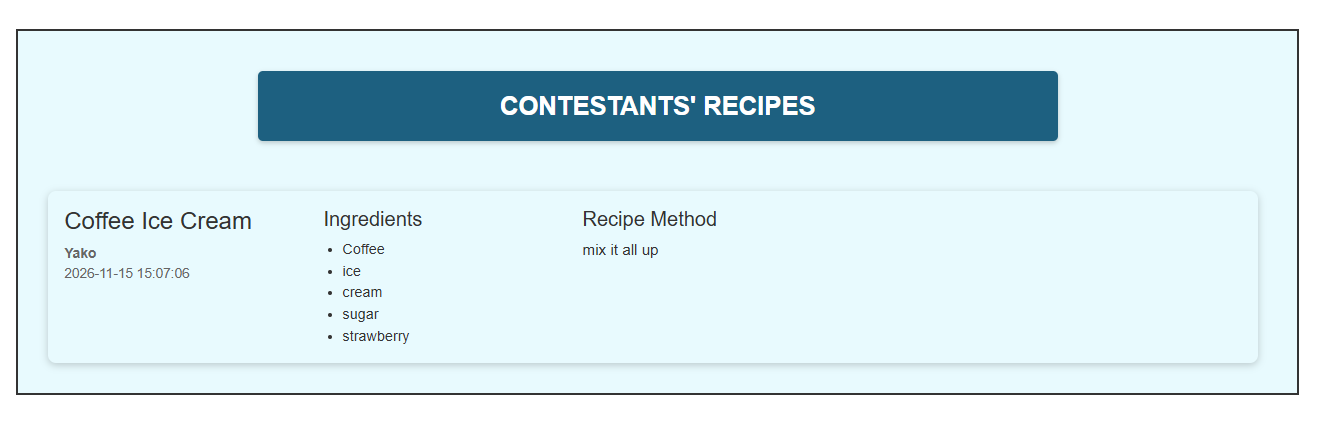 CONTESTANTS' RECIPES
Coffee Ice Cream
Yako
2026-11-15 15:07:06
Ingredients
Coffee
ice
cream
sugar
strawberry
Recipe Method
mix it all up